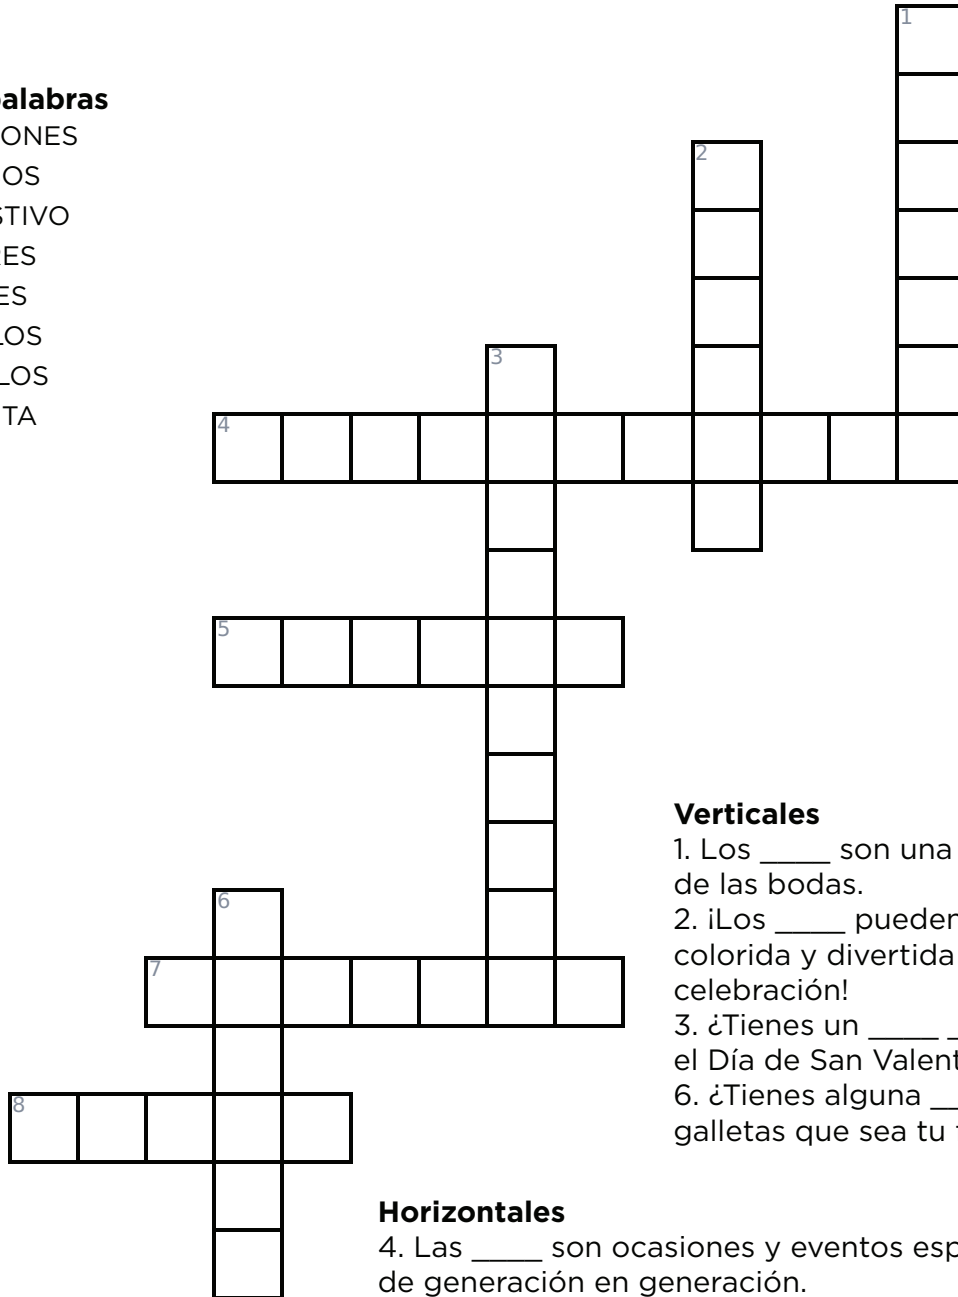 alabras
ONES
OS
STIVO
RES
ES
LOS
LOS
TA
1
2
3
4
5
6
7
8
Verticales
1. Los ____ son una
de las bodas.
2. ¡Los ____ pueden
colorida y divertida
celebración!
3. ¿Tienes un ____ _
el Día de San Valent
6. ¿Tienes alguna __
galletas que sea tu
Horizontales
4. Las ____ son ocasiones y eventos esp
de generación en generación.